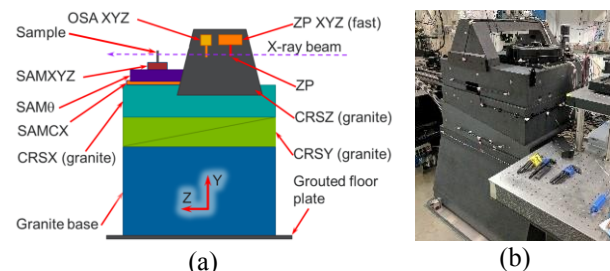 OSA XYZ
ZP XYZ (fast)
Sample
X-ray beam
SAMXYZ
ZP
SAMθ
SAMCX
CRSZ (granite)
CRSX (granite)
CRSY (granite)
Y
Z
Grouted floor
plate
Granite base
(a)
(b)